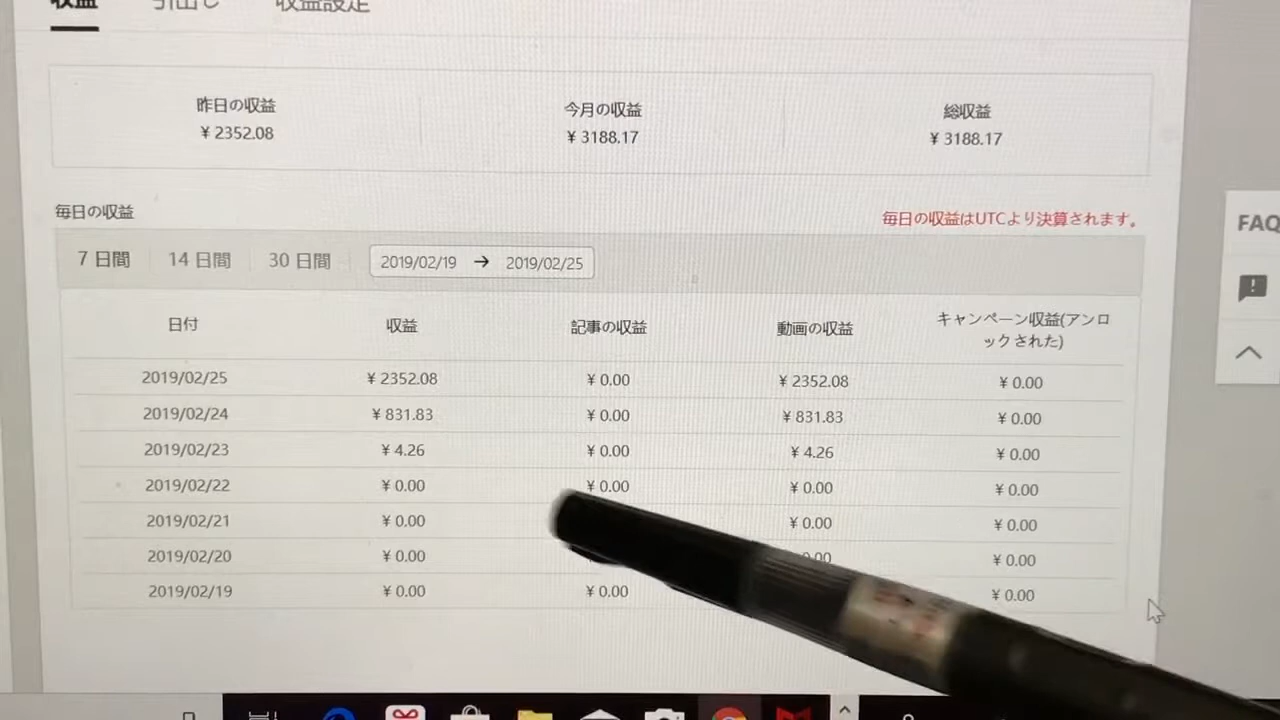 収益 引出し 収益設定
昨日の収益 今月の収益 総収益
¥ 2352.08 ¥ 3188.17 ¥ 3188.17
毎日の収益 毎日の収益はUTCより決算されます。
7 日間 14 日間 30 日間 2019/02/19 → 2019/02/25
FAQ
日付 収益 記事の収益 動画の収益 キャンペーン収益(アンロ
ックされた)
2019/02/25 ¥ 2352.08 ¥ 0.00 ¥ 2352.08 ¥ 0.00
2019/02/24 ¥ 831.83 ¥ 0.00 ¥ 831.83 ¥ 0.00
2019/02/23 ¥ 4.26 ¥ 0.00 ¥ 4.26 ¥ 0.00
2019/02/22 ¥ 0.00 ¥ 0.00 ¥ 0.00 ¥ 0.00
2019/02/21 ¥ 0.00 ¥ 0.00 ¥ 0.00
2019/02/20 ¥ 0.00 ¥ 0.00
2019/02/19 ¥ 0.00 ¥ 0.00 ¥ 0.00